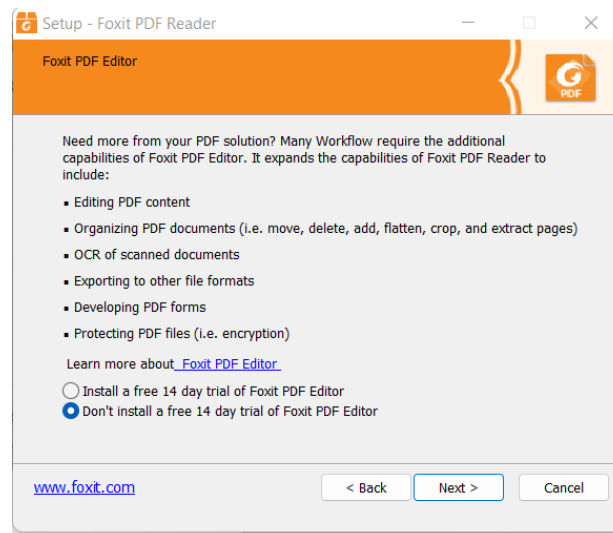 Setup - Foxit PDF Reader
Foxit PDF Editor
PDF
Need more from your PDF solution? Many Workflow require the additional
capabilities of Foxit PDF Editor. It expands the capabilities of Foxit PDF Reader to
include:
▪ Editing PDF content
▪ Organizing PDF documents (i.e. move, delete, add, flatten, crop, and extract pages)
▪ OCR of scanned documents
▪ Exporting to other file formats
▪ Developing PDF forms
▪ Protecting PDF files (i.e. encryption)
Learn more about Foxit PDF Editor
Install a free 14 day trial of Foxit PDF Editor
Don't install a free 14 day trial of Foxit PDF Editor
www.foxit.com
< Back Next > Cancel